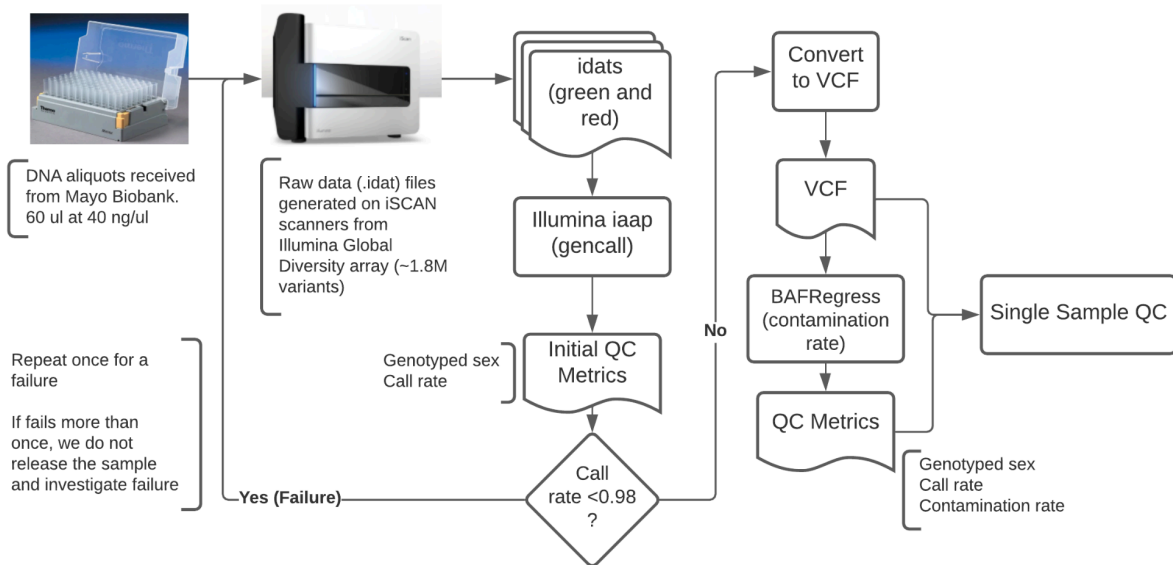 DNA aliquots received
from Mayo Biobank.
60 ul at 40 ng/ul
Raw data (.idat) files
generated on iSCAN
scanners from
Illumina Global
Diversity array (~1.8M
variants)
idats
(green and
red)
Illumina iaap
(gencall)
Genotyped sex
Call rate
Initial QC
Metrics
Call
rate <0.98
?
Yes (Failure)
Repeat once for a
failure
If fails more than
once, we do not
release the sample
and investigate failure
No
Convert
to VCF
VCF
BAFRegress
(contamination
rate)
QC Metrics
Genotyped sex
Call rate
Contamination rate
Single Sample QC